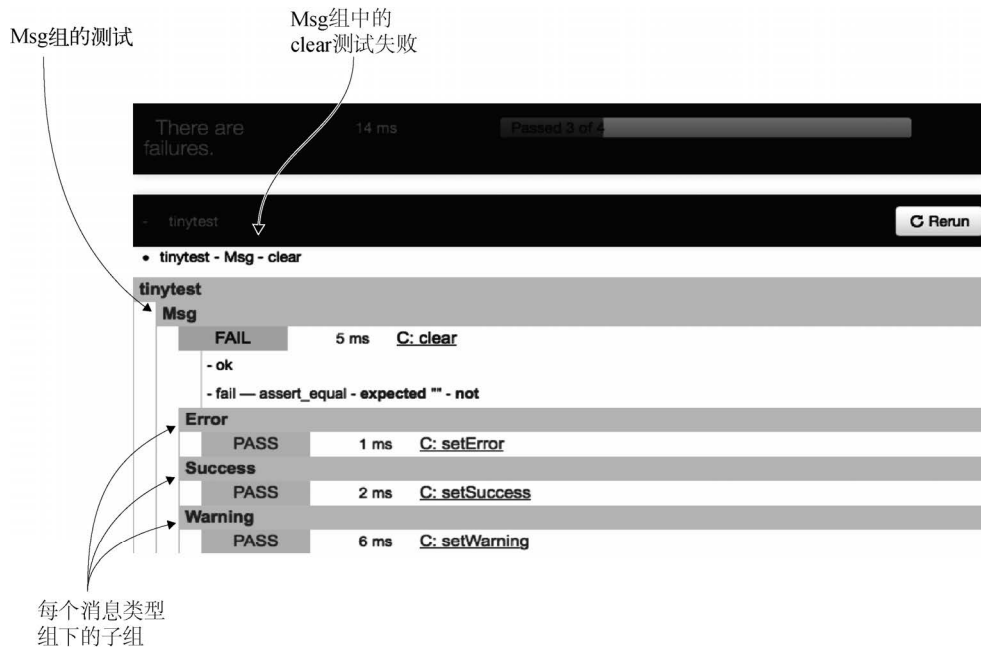 Msg组的测试
Msg组中的
clear测试失败
There are
failures.
14 ms
Passed 3 of 4
- tinytest
Rerun
• tinytest - Msg - clear
tinytest
Msg
FAIL 5 ms C: clear
- ok
- fail — assert_equal - expected "" - not
Error
PASS 1 ms C: setError
Success
PASS 2 ms C: setSuccess
Warning
PASS 6 ms C: setWarning
每个消息类型
组下的子组